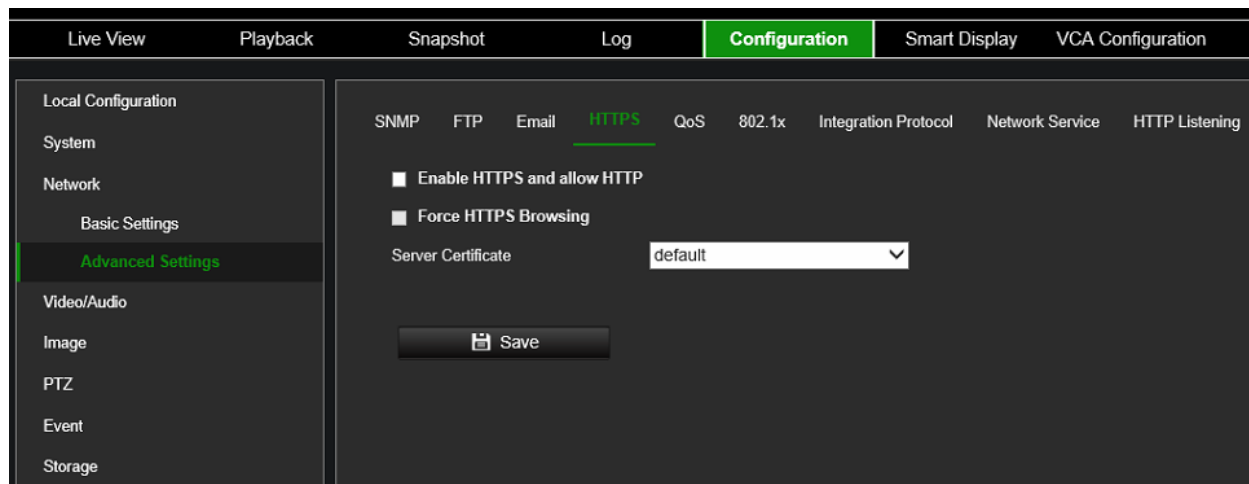 Live View Playback Snapshot Log Configuration Smart Display VCA Configuration
Local Configuration
System
Network
Basic Settings
Advanced Settings
Video/Audio
Image
PTZ
Event
Storage
SNMP FTP Email HTTPS QoS 802.1x Integration Protocol Network Service HTTP Listening
Enable HTTPS and allow HTTP
Force HTTPS Browsing
Server Certificate default
Save